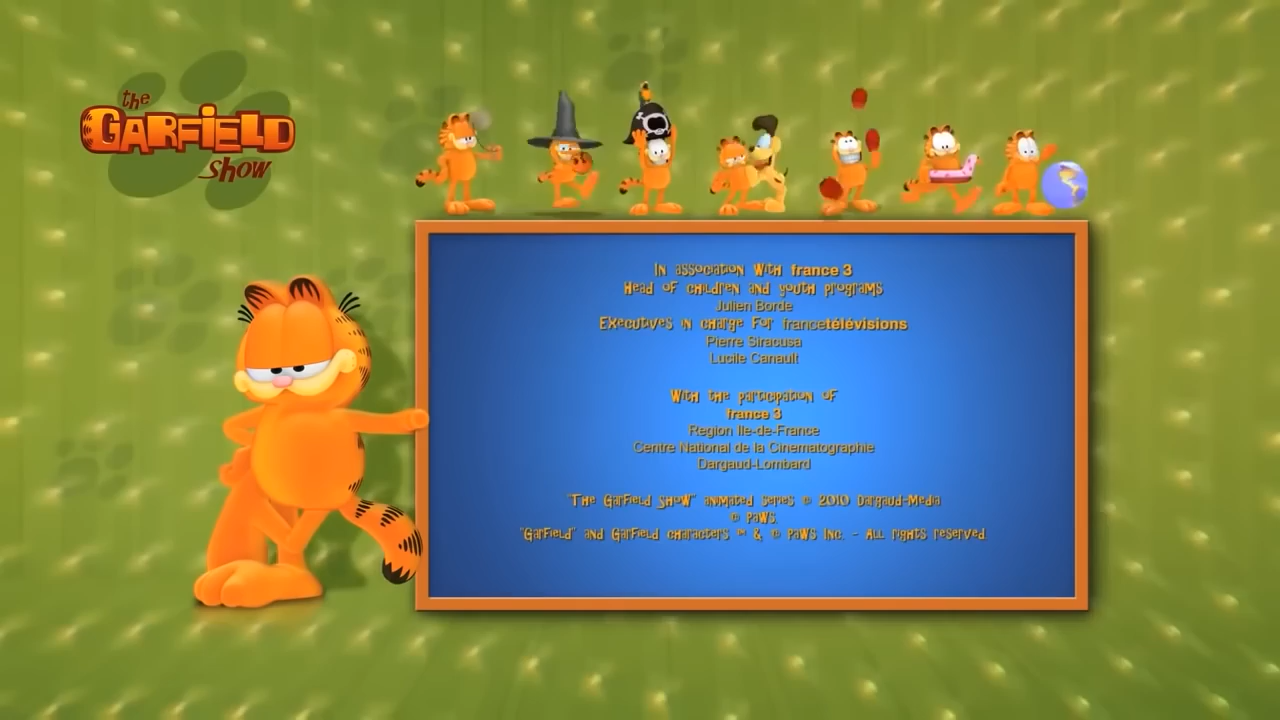 the
GARFIELD
show
In association with france 3
Head of children and youth programs
Julien Borde
Executives in charge for francetélévisions
Pierre Siracusa
Lucile Canault
With the participation of
france 3
Region Ile-de-France
Centre National de la Cinematographie
Dargaud-Lombard
"The Garfield Show" animated series © 2010 Dargaud-Media
© PAWS
"Garfield" and Garfield characters ™ & © PAWS Inc. - All rights reserved